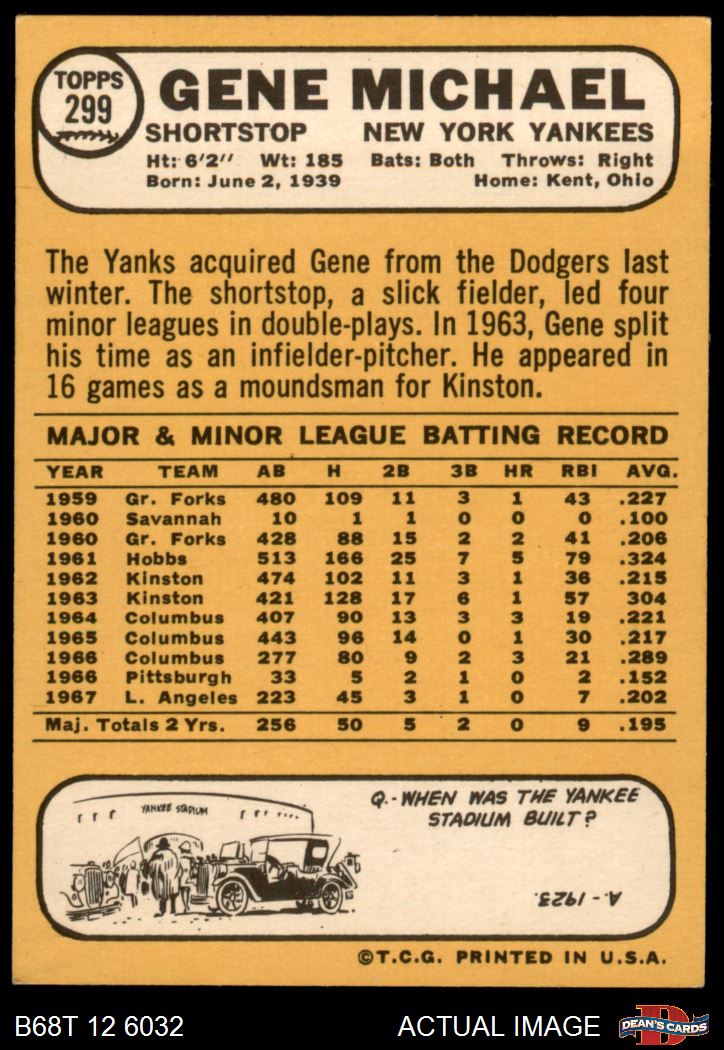 TOPPS
299
GENE MICHAEL
SHORTSTOP NEW YORK YANKEES
Ht: 6'2" Wt: 185 Bats: Both Throws: Right
Born: June 2, 1939 Home: Kent, Ohio
The Yanks acquired Gene from the Dodgers last
winter. The shortstop, a slick fielder, led four
minor leagues in double-plays. In 1963, Gene split
his time as an infielder-pitcher. He appeared in
16 games as a moundsman for Kinston.
MAJOR & MINOR LEAGUE BATTING RECORD
YEAR TEAM AB H 2B 3B HR RBI AVG.
1959 Gr. Forks 480 109 11 3 1 43 .227
1960 Savannah 10 1 1 0 0 0 .100
1960 Gr. Forks 428 88 15 2 2 41 .206
1961 Hobbs 513 166 25 7 5 79 .324
1962 Kinston 474 102 11 3 1 36 .215
1963 Kinston 421 128 17 6 1 57 304
1964 Columbus 407 90 13 3 3 19 .221
1965 Columbus 443 96 14 0 1 30 .217
1966 Columbus 277 80 9 2 3 21 .289
1966 Pittsburgh 33 5 2 1 0 2 .152
1967 L. Angeles 223 45 3 1 0 7 .202
Maj. Totals 2 Yrs. 256 50 5 2 0 9 .195
YANKEE STADIUM
Q.- WHEN WAS THE YANKEE
STADIUM BUILT?
A.- 1923.
©T.C.G. PRINTED IN U.S.A.
B68T 12 6032 ACTUAL IMAGE
D
DEAN'S CARDS